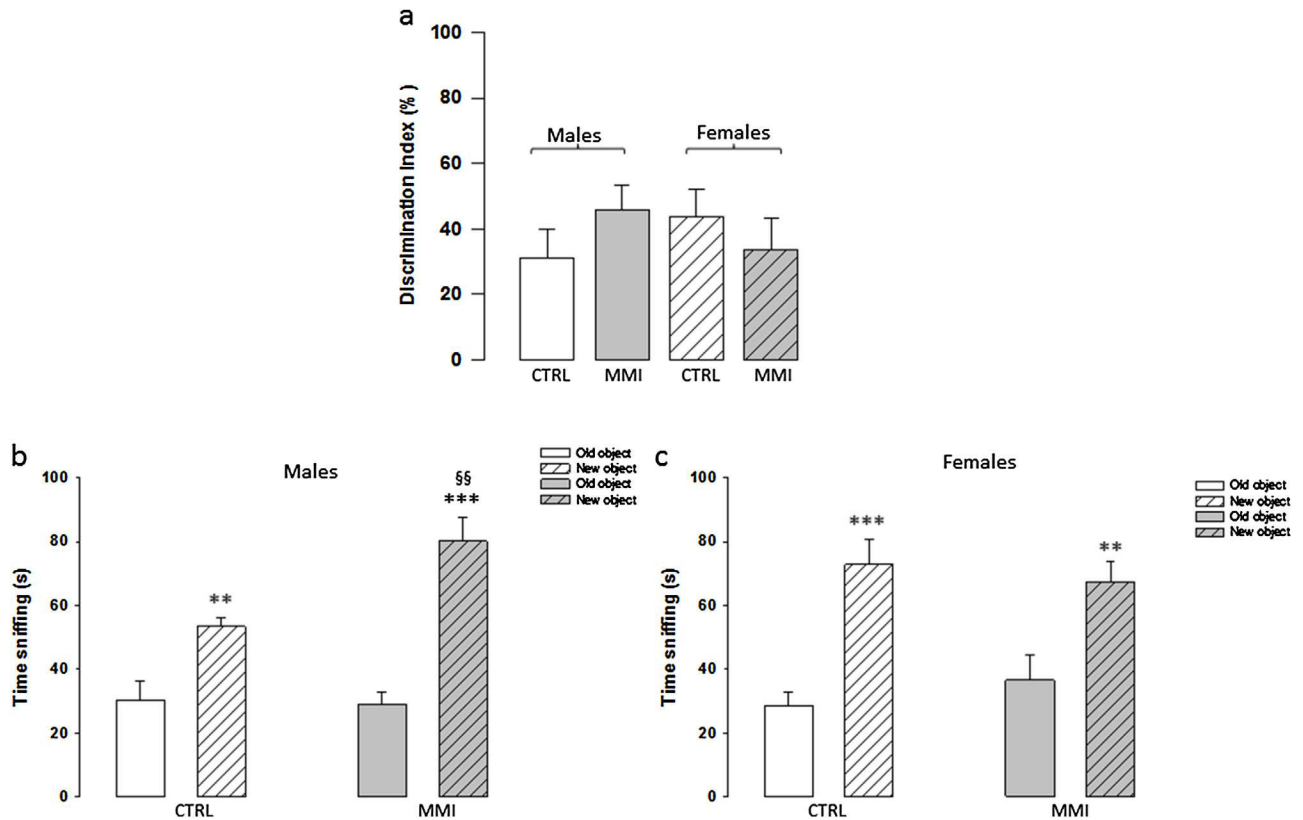 a
100
80
60
40
20
0
Discrimination Index (%)
Males
Females
CTRL MMI CTRL MMI
b
Males
Old object
New object
Old object
New object
100
80
60
40
20
0
Time sniffing (s)
**
§§
***
CTRL MMI
c
Females
Old object
New object
Old object
New object
100
80
60
40
20
0
Time sniffing (s)
***
**
CTRL MMI